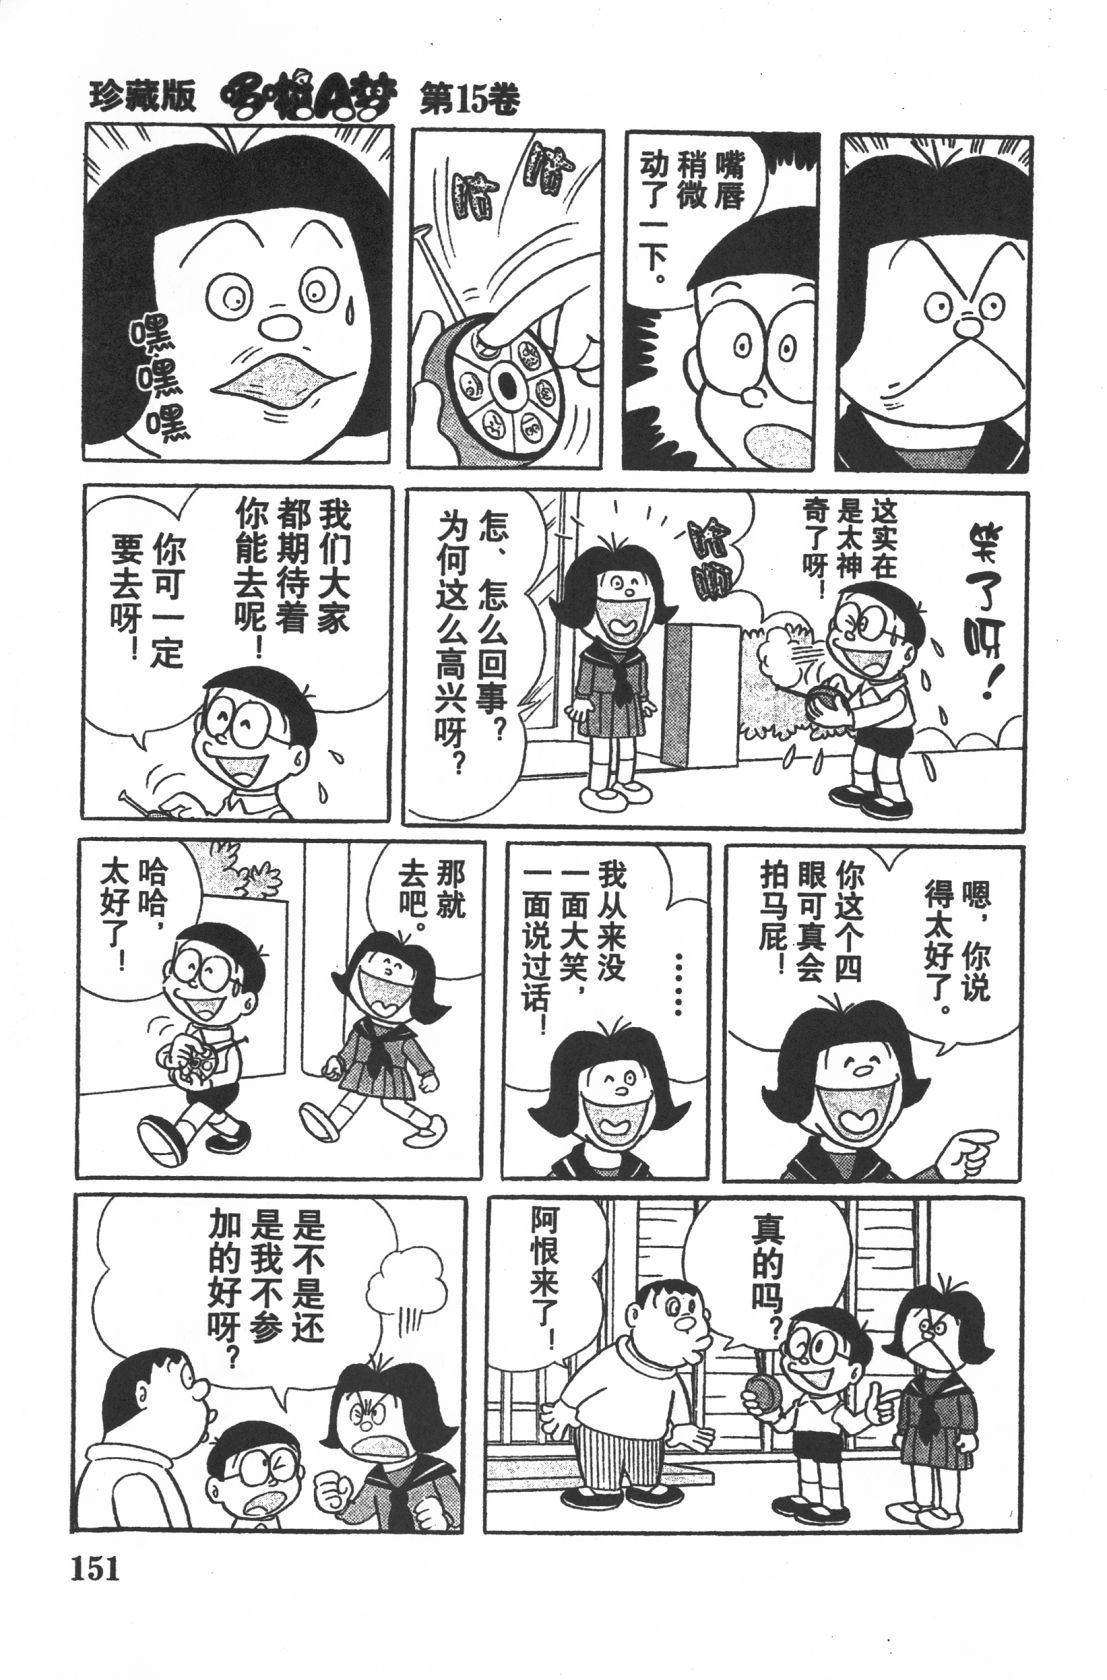 珍藏版 哆啦A梦 第15卷
嘴唇
稍微
动了一下。
咕 咕
嘿嘿嘿
笑了呀！
这实在
是太神
奇了呀！
哈啊
怎、怎么回事？
为何这么高兴呀？
我们大家
都期待着
你能去呢！
你可一定
要去呀！
嗯，你说
得太好了。
你这个四
眼可真会
拍马屁！
……
我从来没
一面大笑，
一面说过话！
那就
去吧。
哈哈，
太好了！
真的吗？
阿恨来了！
是不是还
是我不参
加的好呀？
151